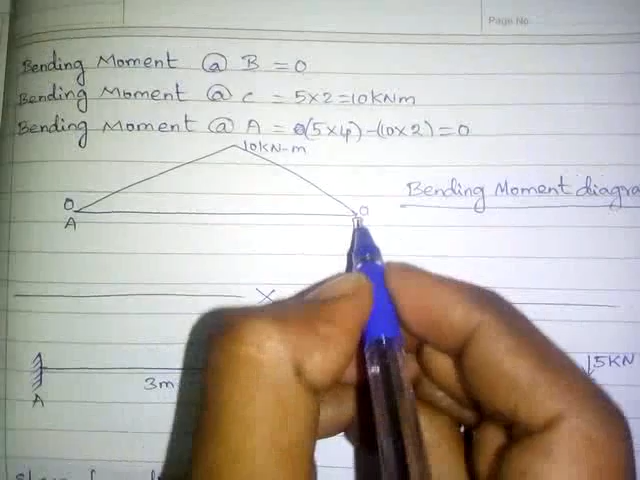 Page No
Bending Moment @ B = 0
Bending Moment @ C = 5×2=10KNm
Bending Moment @ A = (5×4)-(10×2)=0
10KN-m
0 0
A B
Bending Moment diagra
×
3m 5KN
A